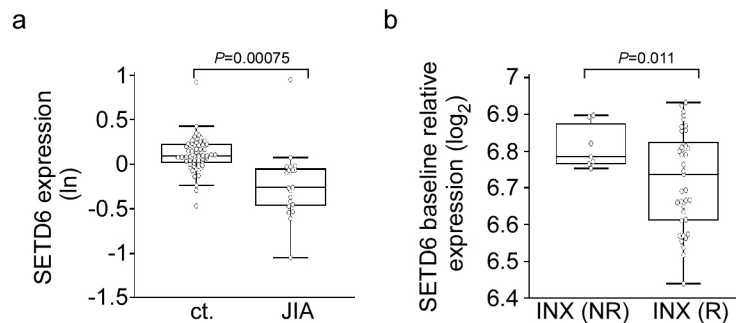 a
P=0.00075
SETD6 expression
(ln)
1
0.5
0
-0.5
-1
-1.5
ct.
JIA
b
P=0.011
SETD6 baseline relative
expression (log2)
7
6.9
6.8
6.7
6.6
6.5
6.4
INX (NR)
INX (R)